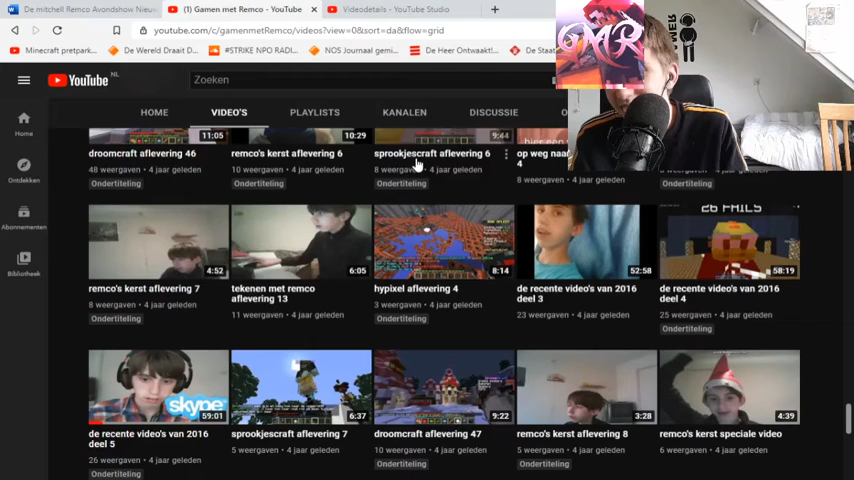 De mitchell Remco Avondshow Nieuw
(1) Gamen met Remco - YouTube
Videodetails - YouTube Studio
youtube.com/c/gamenmetRemco/videos?view=0&sort=da&flow=grid
Minecraft pretpark...
De Wereld Draait D...
#STRIKE NPO RADI...
NOS Journaal gemi...
De Heer Ontwaakt!...
De Staat
GMR
YouTube NL
Zoeken
HOME
VIDEO'S
PLAYLISTS
KANALEN
DISCUSSIE
Home
Ontdekken
Abonnementen
Bibliotheek
11:05
10:29
9:44
droomcraft aflevering 46
remco's kerst aflevering 6
sprookjescraft aflevering 6
op weg naa
4
48 weergaven • 4 jaar geleden
10 weergaven • 4 jaar geleden
8 weergaven • 4 jaar geleden
8 weergaven • 4 jaar geleden
Ondertiteling
Ondertiteling
Ondertiteling
Ondertiteling
26 FAILS
4:52
6:05
8:14
52:58
58:19
remco's kerst aflevering 7
tekenen met remco
aflevering 13
hypixel aflevering 4
de recente video's van 2016
deel 3
de recente video's van 2016
deel 4
8 weergaven • 4 jaar geleden
11 weergaven • 4 jaar geleden
3 weergaven • 4 jaar geleden
23 weergaven • 4 jaar geleden
25 weergaven • 4 jaar geleden
Ondertiteling
Ondertiteling
Ondertiteling
skype
59:01
6:37
9:22
3:28
4:39
de recente video's van 2016
deel 5
sprookjescraft aflevering 7
droomcraft aflevering 47
remco's kerst aflevering 8
remco's kerst speciale video
26 weergaven • 4 jaar geleden
5 weergaven • 4 jaar geleden
10 weergaven • 4 jaar geleden
5 weergaven • 4 jaar geleden
6 weergaven • 4 jaar geleden
Ondertiteling
Ondertiteling
Ondertiteling